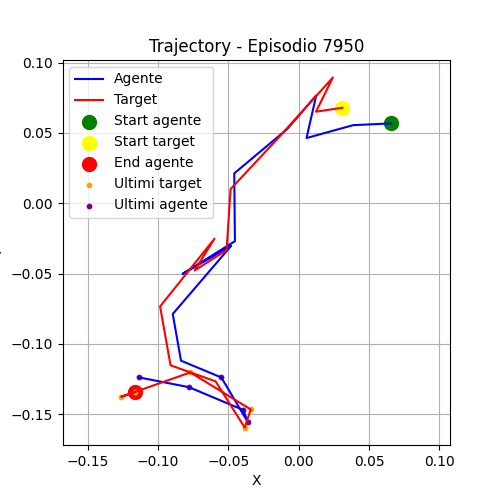 Trajectory - Episodio 7950
Agente
Target
Start agente
Start target
End agente
Ultimi target
Ultimi agente
0.10
0.05
0.00
−0.05
−0.10
−0.15
−0.15
−0.10
−0.05
0.00
0.05
0.10
X